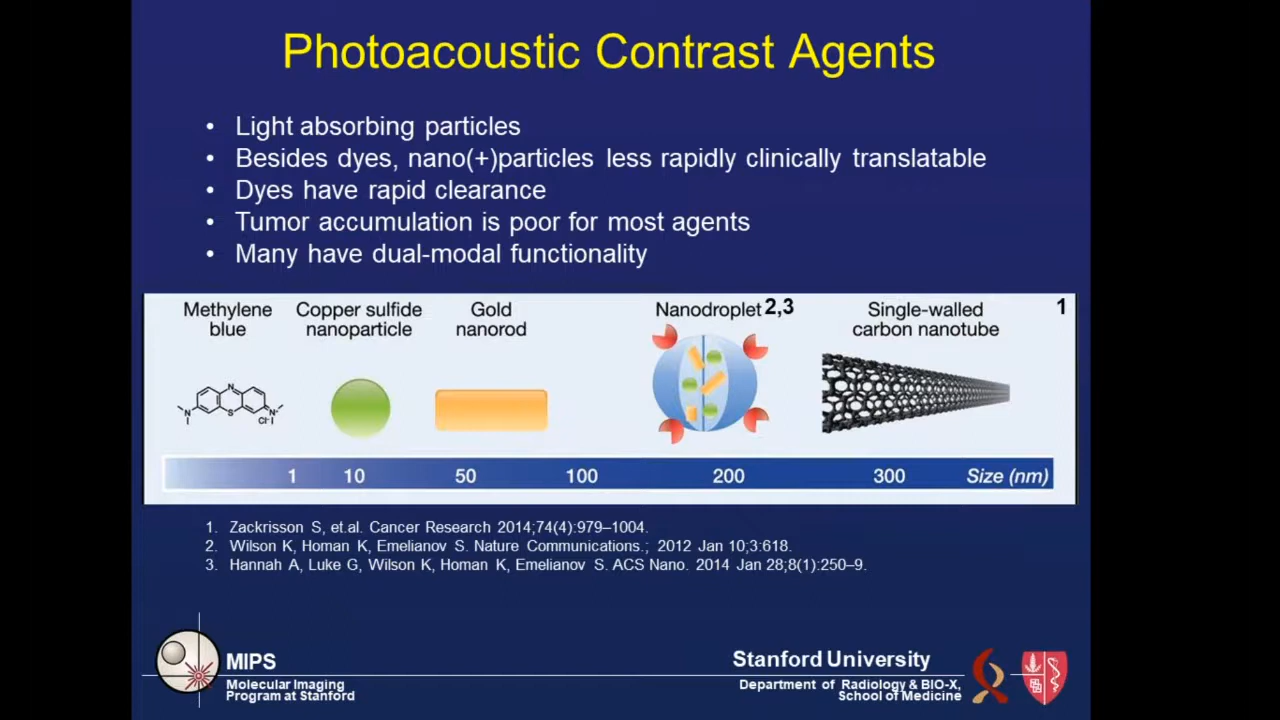 Photoacoustic Contrast Agents
• Light absorbing particles
• Besides dyes, nano(+)particles less rapidly clinically translatable
• Dyes have rapid clearance
• Tumor accumulation is poor for most agents
• Many have dual-modal functionality
Methylene blue
Copper sulfide nanoparticle
Gold nanorod
Nanodroplet 2,3
Single-walled carbon nanotube
1
N
S
N
N
Cl
1 10 50 100 200 300 Size (nm)
1. Zackrisson S, et.al. Cancer Research 2014;74(4):979–1004.
2. Wilson K, Homan K, Emelianov S. Nature Communications.; 2012 Jan 10;3:618.
3. Hannah A, Luke G, Wilson K, Homan K, Emelianov S. ACS Nano. 2014 Jan 28;8(1):250–9.
MIPS
Molecular Imaging
Program at Stanford
Stanford University
Department of Radiology & BIO-X,
School of Medicine